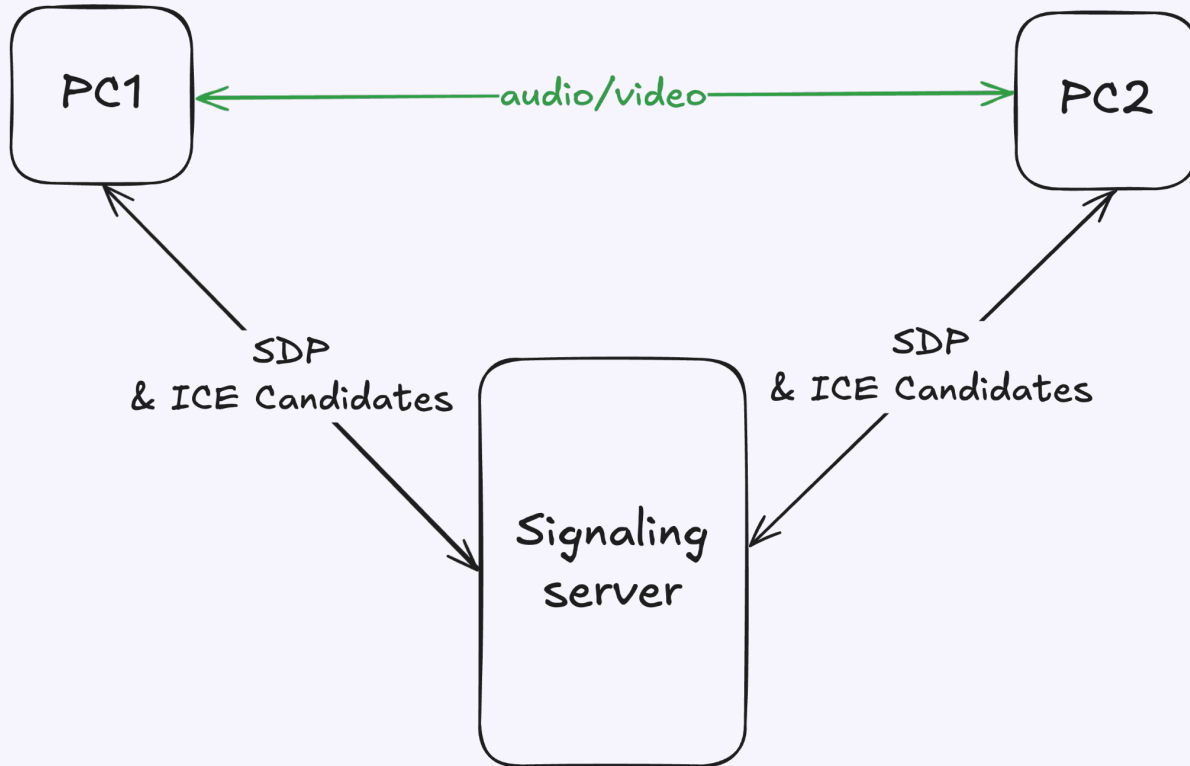 PC1
audio/video
PC2
SDP
& ICE Candidates
SDP
& ICE Candidates
Signaling
server